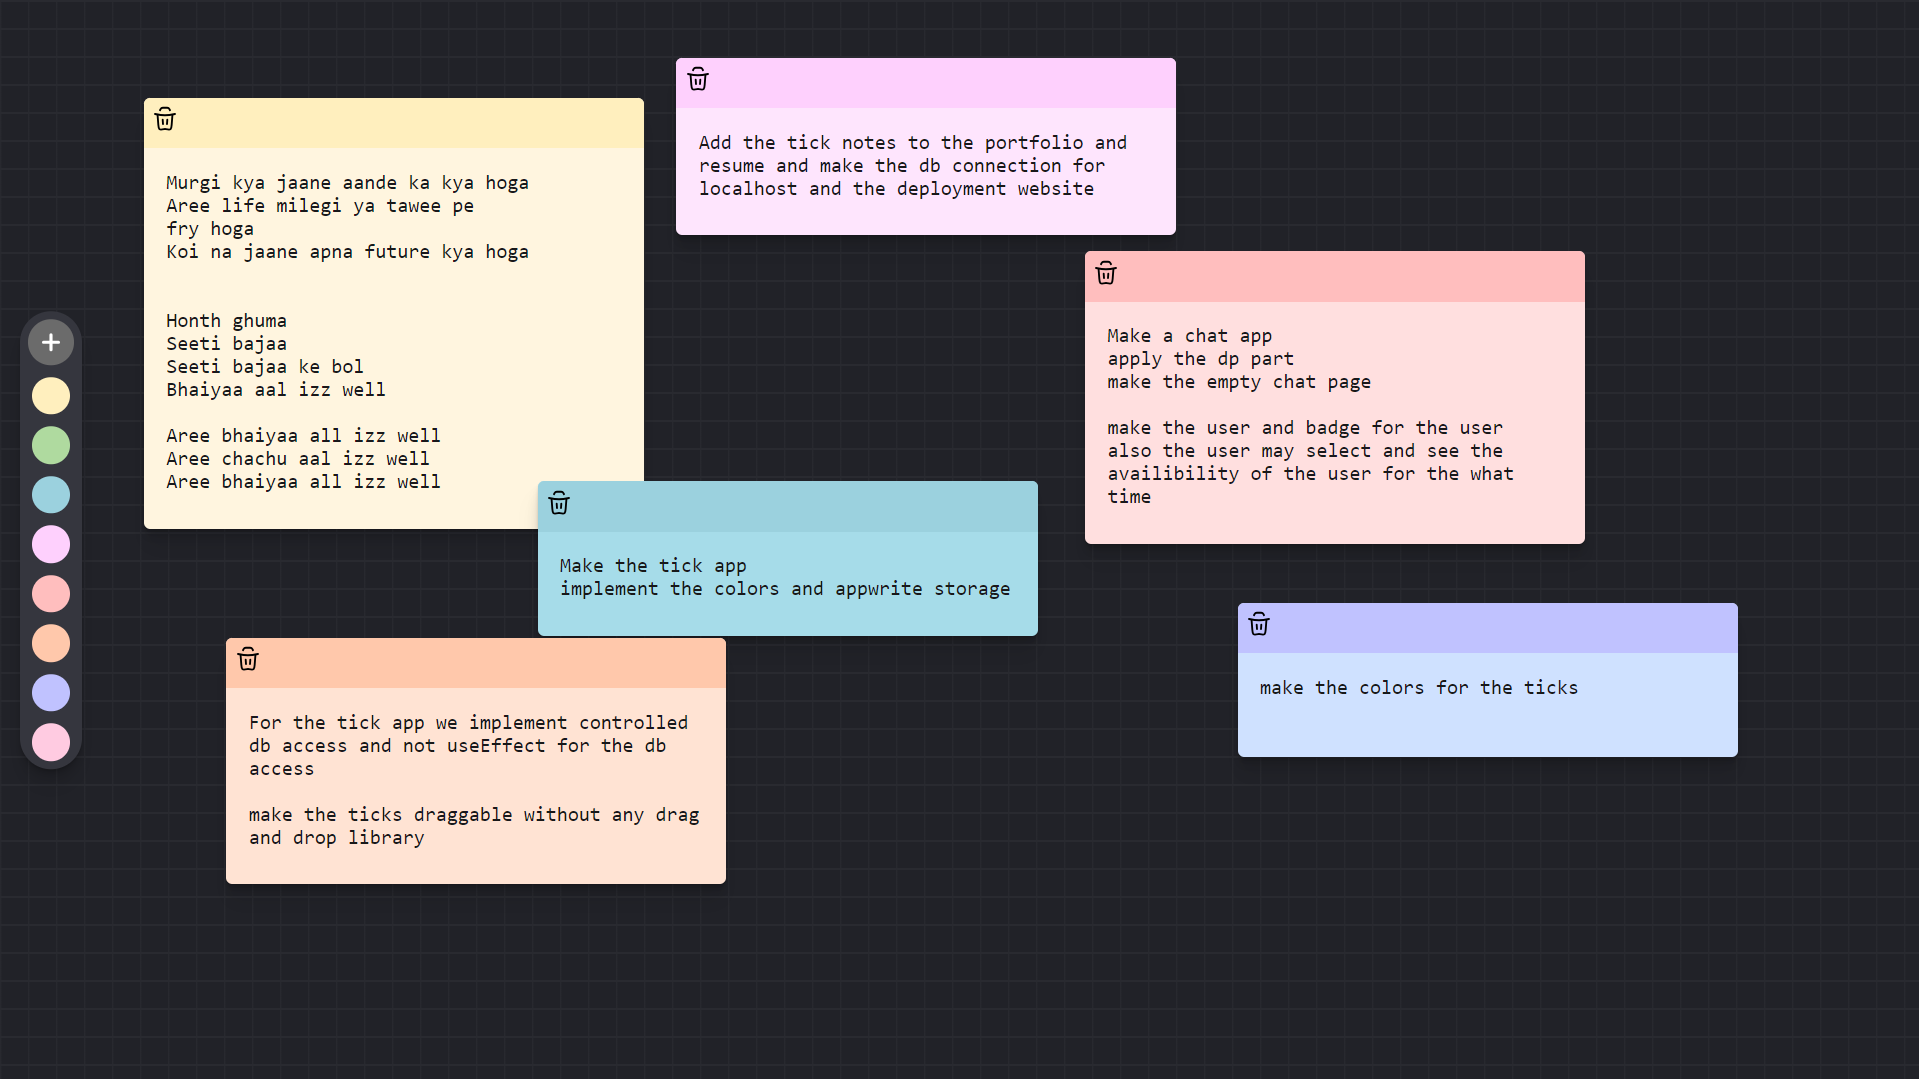 Murgi kya jaane aande ka kya hoga
Aree life milegi ya tawee pe
fry hoga
Koi na jaane apna future kya hoga
Honth ghuma
Seeti bajaa
Seeti bajaa ke bol
Bhaiyaa aal izz well
Aree bhaiyaa all izz well
Aree chachu aal izz well
Aree bhaiyaa all izz well
Add the tick notes to the portfolio and
resume and make the db connection for
localhost and the deployment website
Make a chat app
apply the dp part
make the empty chat page
make the user and badge for the user
also the user may select and see the
availibility of the user for the what
time
Make the tick app
implement the colors and appwrite storage
make the colors for the ticks
For the tick app we implement controlled
db access and not useEffect for the db
access
make the ticks draggable without any drag
and drop library